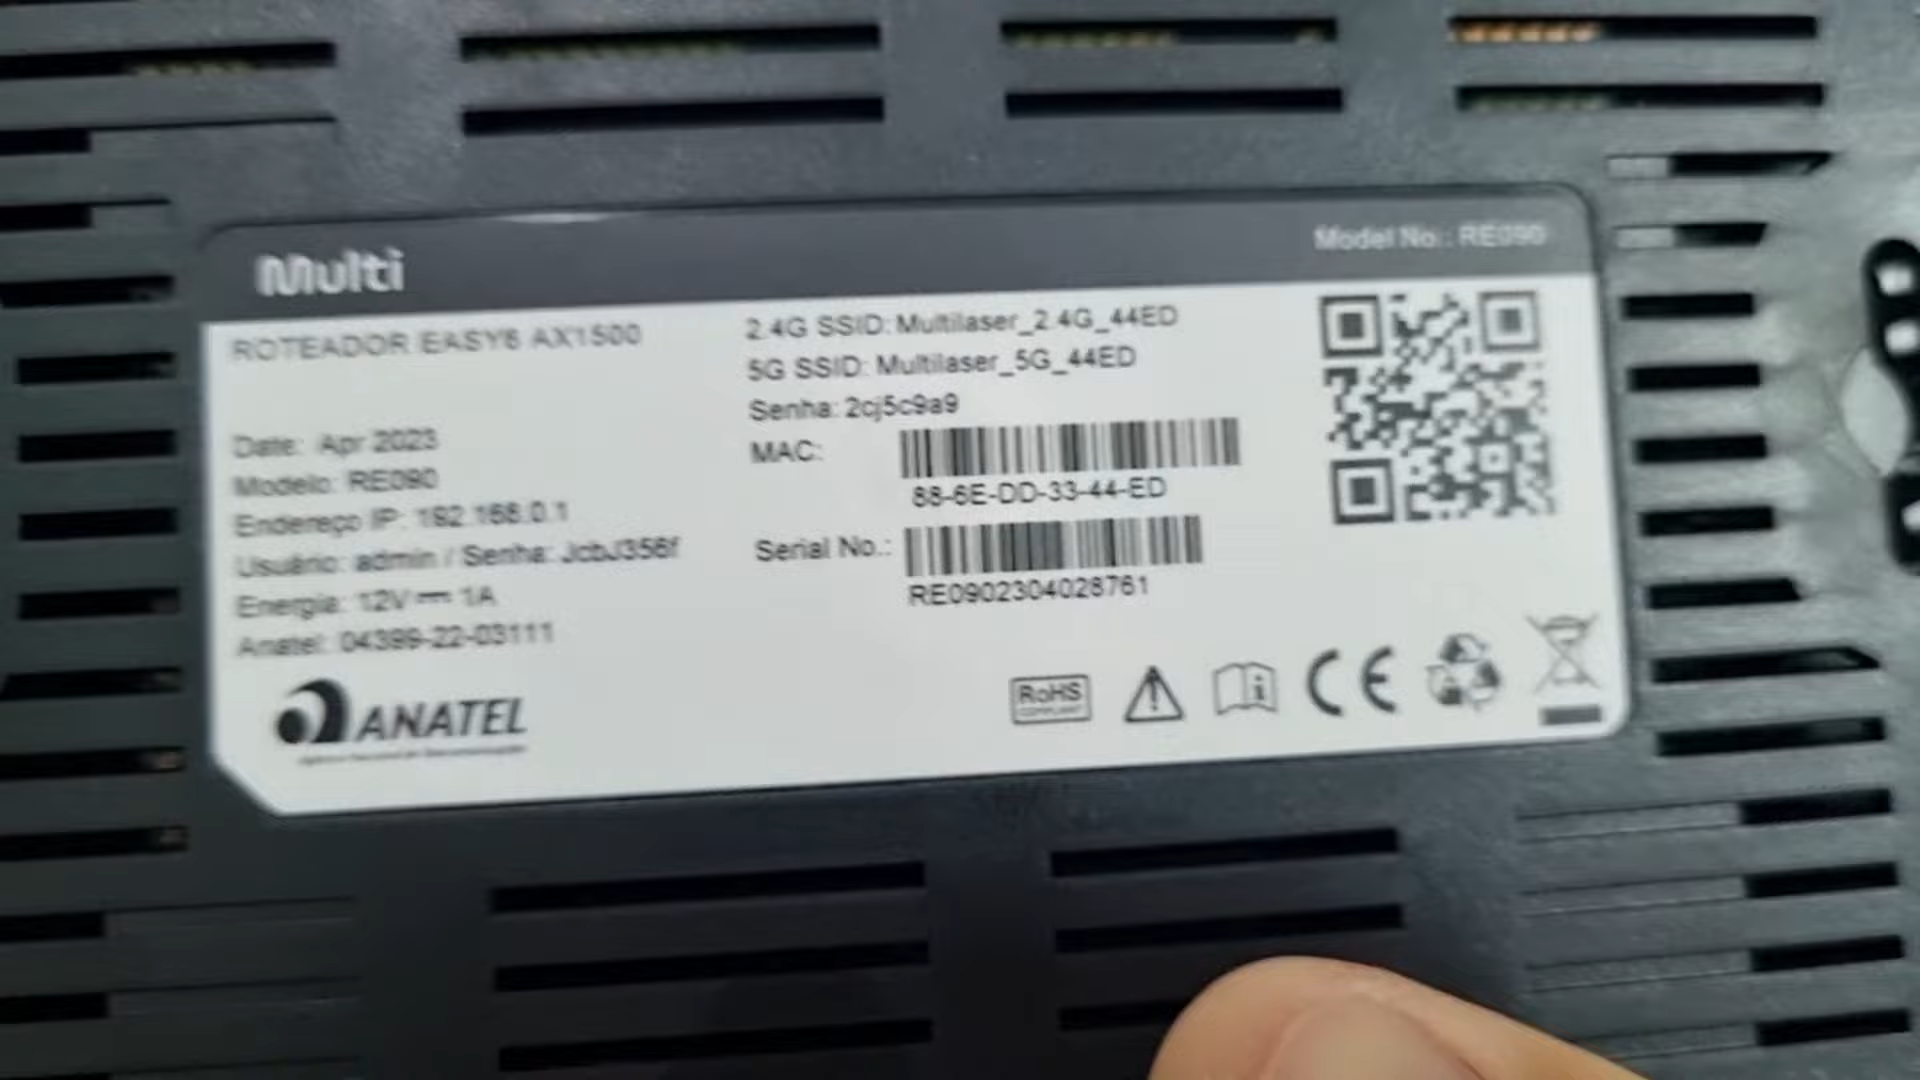 Multi
Model No.: RE090
ROTEADOR EASY6 AX1500
Date: Apr 2023
Modelo: RE090
Endereço IP: 192.168.0.1
Usuário: admin / Senha: JcbJ356f
Energia: 12V 1A
Anatel: 04399-22-03111
ANATEL
2.4G SSID: Multilaser_2.4G_44ED
5G SSID: Multilaser_5G_44ED
Senha: 2cj5c9a9
MAC:
88-6E-DD-33-44-ED
Serial No.:
RE0902304028761
RoHS
COMPLIANT
CE